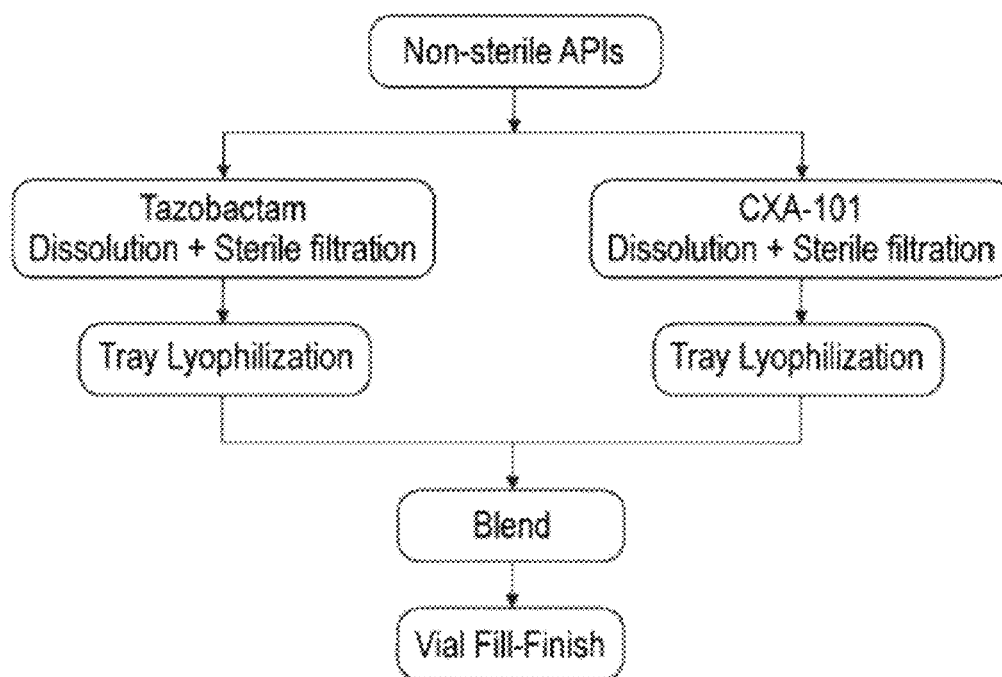 Non-sterile APIs
Tazobactam
Dissolution + Sterile filtration
CXA-101
Dissolution + Sterile filtration
Tray Lyophilization
Tray Lyophilization
Blend
Vial Fill-Finish